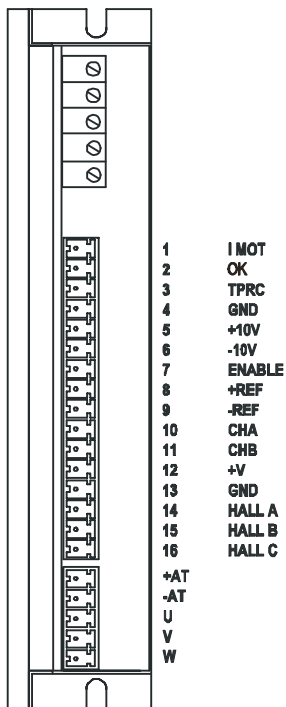 1 I MOT
2 OK
3 TPRC
4 GND
5 +10V
6 -10V
7 ENABLE
8 +REF
9 -REF
10 CHA
11 CHB
12 +V
13 GND
14 HALL A
15 HALL B
16 HALL C
+AT
-AT
U
V
W